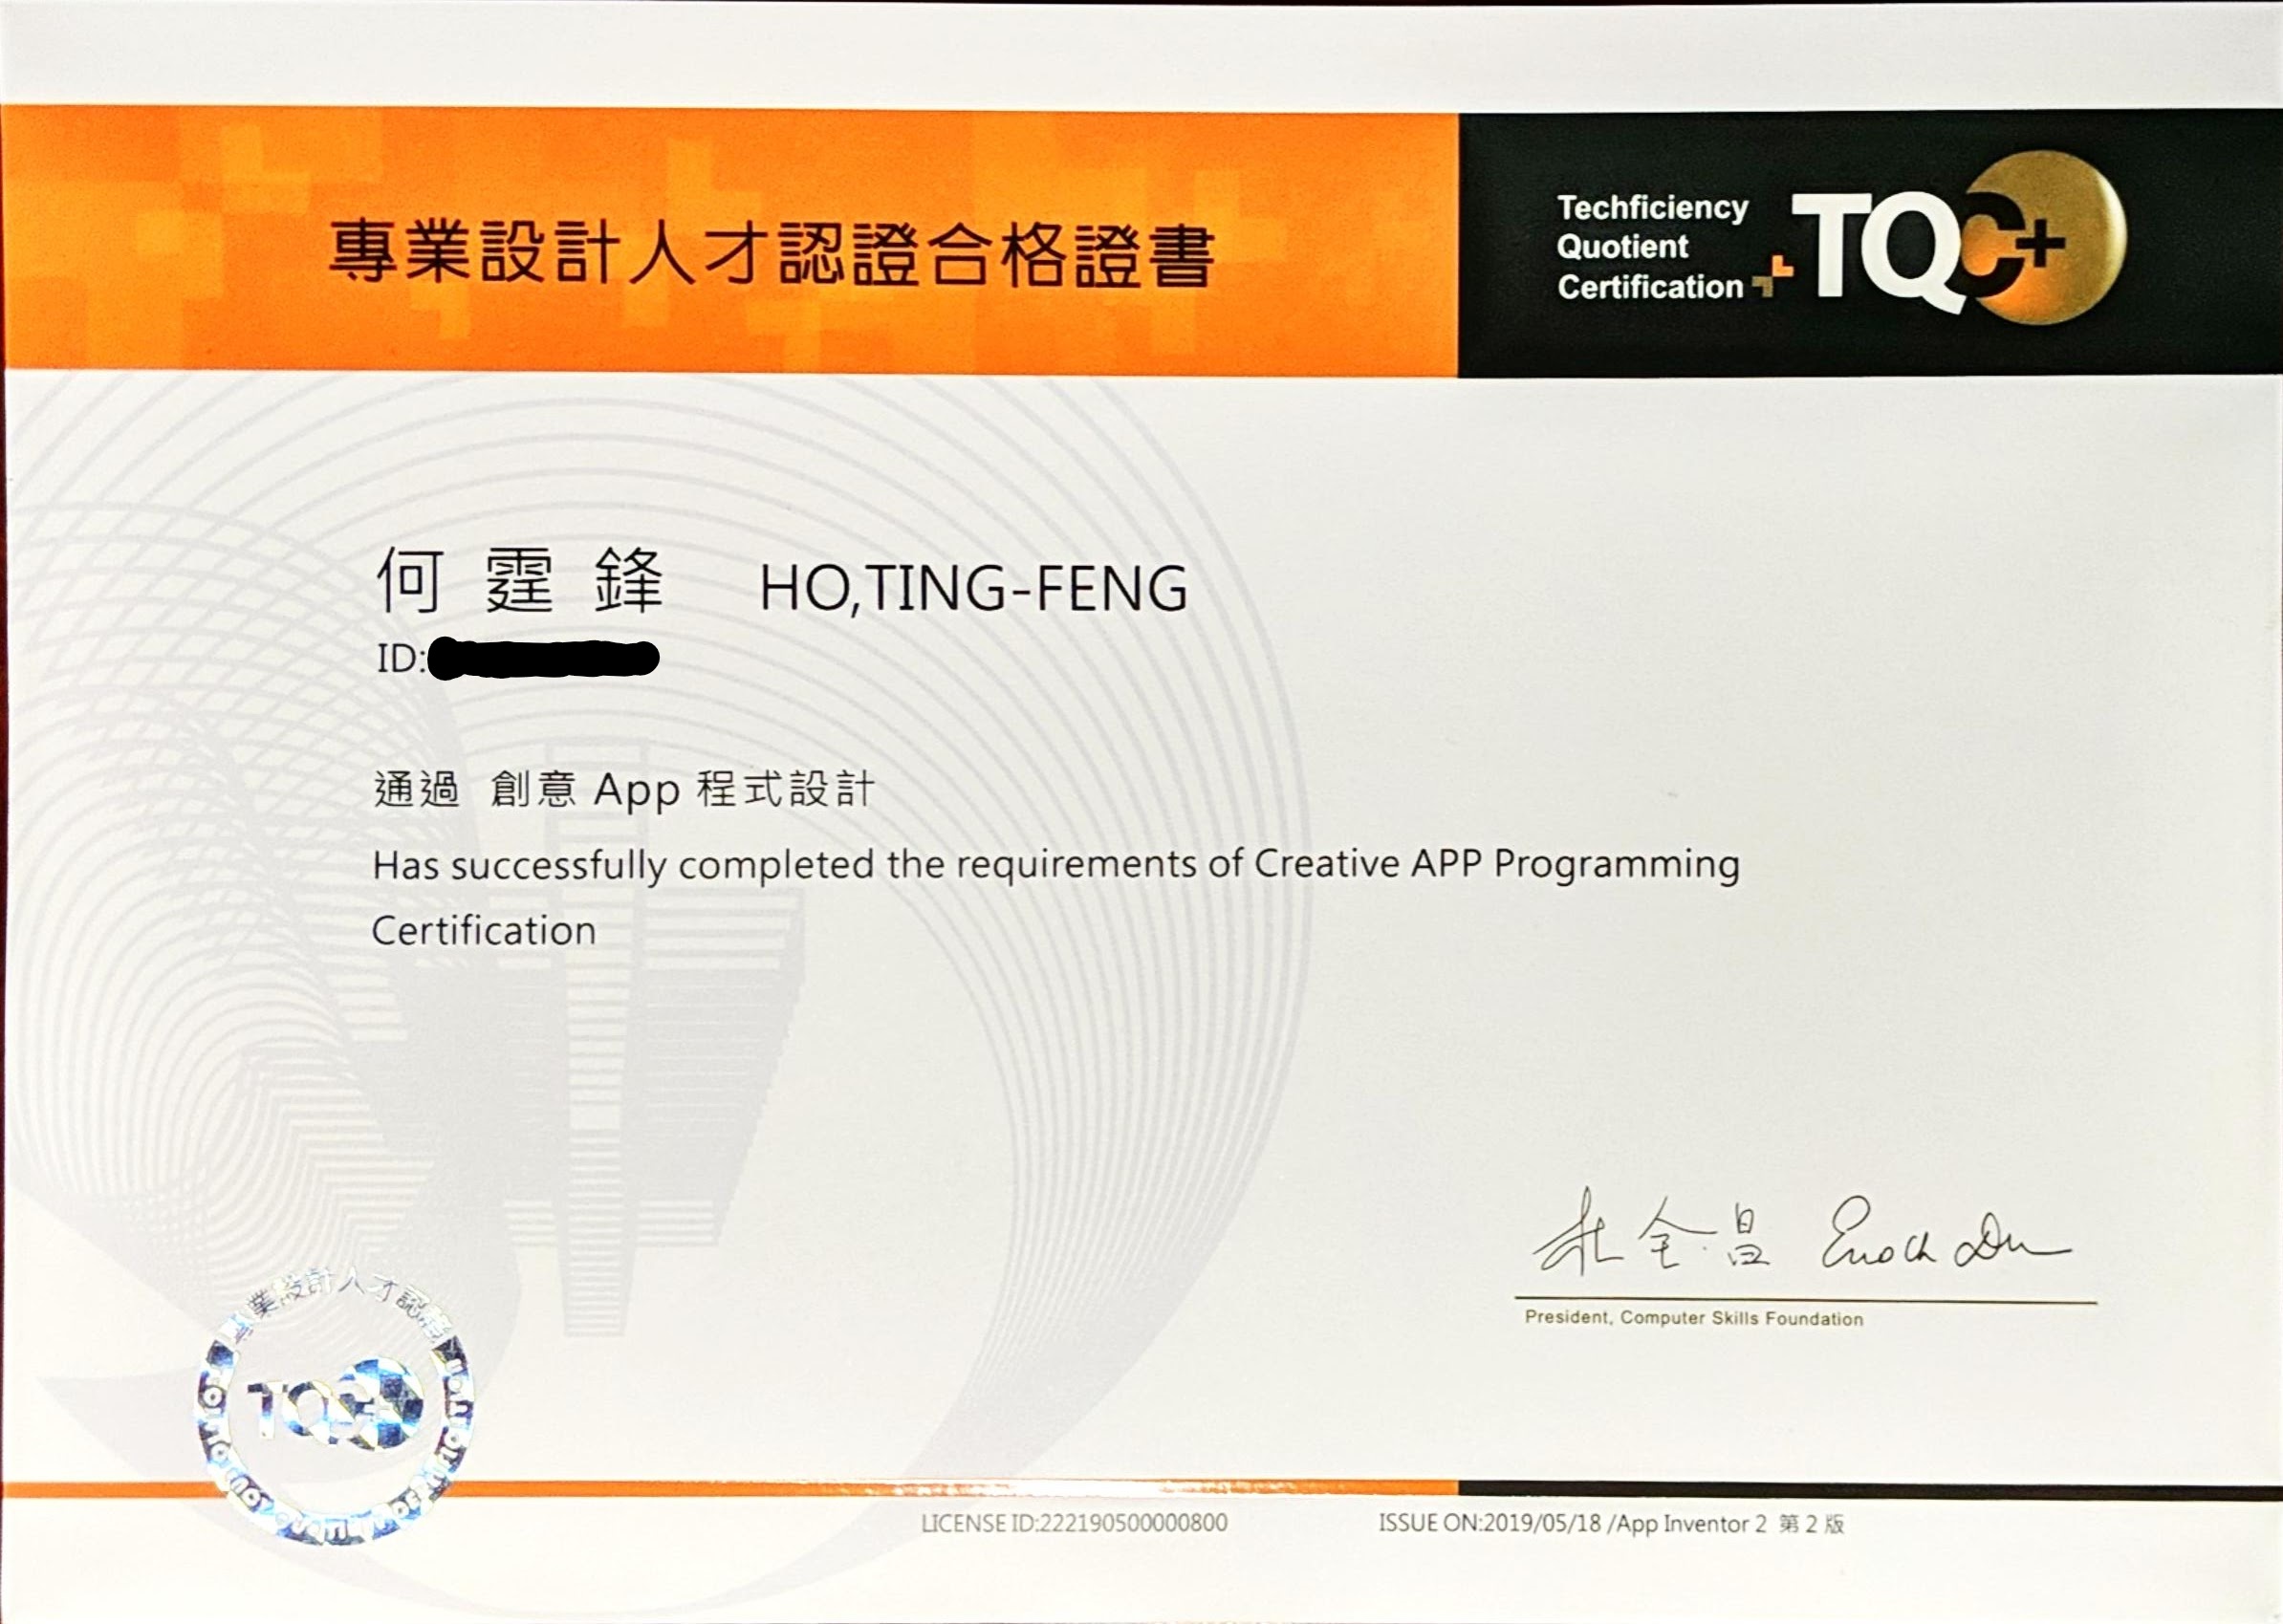 專業設計人才認證合格證書
Techficiency
Quotient
Certification
TQC+
何霆鋒 HO,TING-FENG
ID:
通過 創意 App 程式設計
Has successfully completed the requirements of Creative APP Programming
Certification
杜全昌 Enoch Du
President, Computer Skills Foundation
專業設計人才認證
TQC+
LICENSE ID:222190500000800
ISSUE ON:2019/05/18 /App Inventor 2 第 2 版